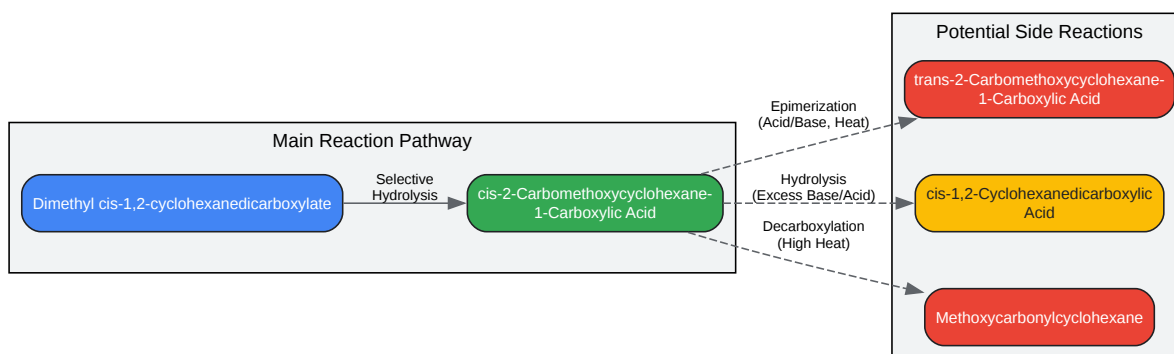 Potential Side Reactions
trans-2-Carbomethoxycyclohexane-
1-Carboxylic Acid
Epimerization
(Acid/Base, Heat)
Main Reaction Pathway
Dimethyl cis-1,2-cyclohexanedicarboxylate
Selective
Hydrolysis
cis-2-Carbomethoxycyclohexane-
1-Carboxylic Acid
Hydrolysis
(Excess Base/Acid)
cis-1,2-Cyclohexanedicarboxylic
Acid
Decarboxylation
(High Heat)
Methoxycarbonylcyclohexane